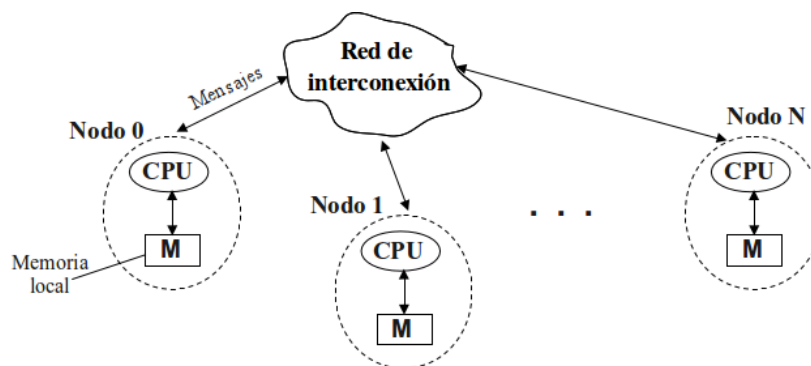 Red de
interconexión
Mensajes
Nodo 0
CPU
M
Memoria
local
Nodo 1
CPU
M
. . .
Nodo N
CPU
M